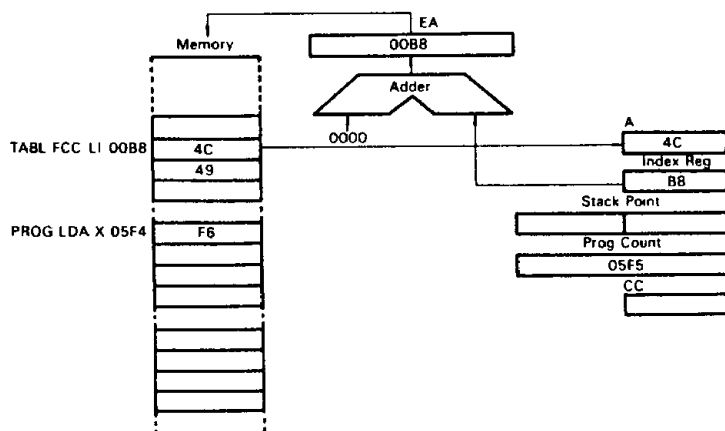 EA
Memory
00B8
Adder
0000
A
TABL FCC LI 00B8
4C
4C
49
Index Reg
B8
Stack Point
PROG LDA X 05F4
F6
Prog Count
05F5
CC